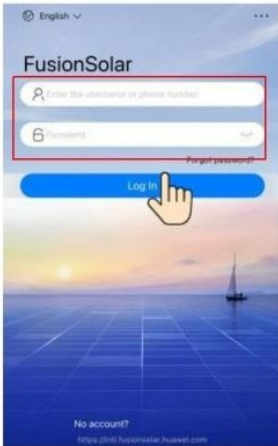 English
FusionSolar
Enter the username or phone number
Password
Forgot password?
Log In
No account?
https://intl.fusionsolar.huawei.com